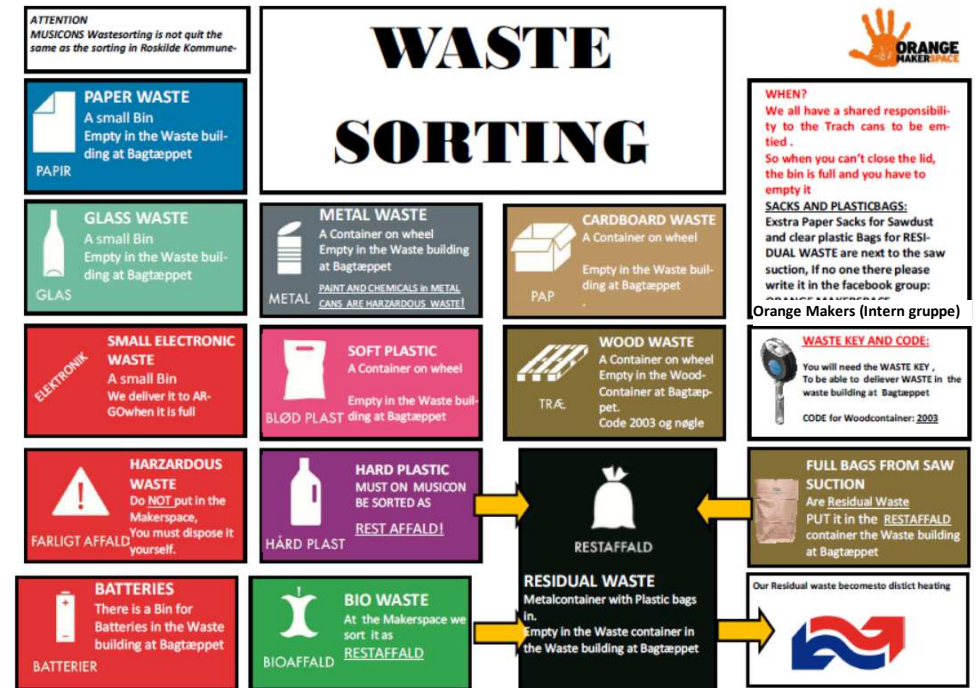 ATTENTION
MUSICONS Wastesorting is not quit the
same as the sorting in Roskilde Kommune-
WASTE
SORTING
ORANGE
MAKERSPACE
PAPER WASTE
A small Bin
Empty in the Waste buil-
ding at Bagtæppet
PAPIR
WHEN?
We all have a shared responsibili-
ty to the Trach cans to be em-
tied .
So when you can't close the lid,
the bin is full and you have to
empty it
SACKS AND PLASTICBAGS:
Exstra Paper Sacks for Sawdust
and clear plastic Bags for RESI-
DUAL WASTE are next to the saw
suction, If no one there please
write it in the facebook group:
Orange Makers (Intern gruppe)
GLASS WASTE
A small Bin
Empty in the Waste buil-
ding at Bagtæppet
GLAS
METAL WASTE
A Container on wheel
Empty in the Waste building
at Bagtæppet
PAINT AND CHEMICALS in METAL
CANS ARE HARZARDOUS WASTE!
METAL
CARDBOARD WASTE
A Container on wheel
Empty in the Waste buil-
ding at Bagtæppet
.
PAP
SMALL ELECTRONIC
WASTE
A small Bin
We deliver it to AR-
GOwhen it is full
ELEKTRONIK
SOFT PLASTIC
A Container on wheel
Empty in the Waste buil-
ding at Bagtæppet
BLØD PLAST
WOOD WASTE
A Container on wheel
Empty in the Wood-
Container at Bagtæp-
pet.
Code 2003 og nøgle
TRÆ
WASTE KEY AND CODE:
You will need the WASTE KEY ,
To be able to deliever WASTE in the
waste building at Bagtæppet
CODE for Woodcontainer: 2003
HARZARDOUS
WASTE
Do NOT put in the
Makerspace,
You must dispose it
yourself.
FARLIGT AFFALD
HARD PLASTIC
MUST ON MUSICON
BE SORTED AS
REST AFFALD!
HÅRD PLAST
RESTAFFALD
RESIDUAL WASTE
Metalcontainer with Plastic bags
in.
Empty in the Waste container in
the Waste building at Bagtæppet
FULL BAGS FROM SAW
SUCTION
Are Residual Waste
PUT it in the RESTAFFALD
container the Waste building
at Bagtæppet
BATTERIES
There is a Bin for
Batteries in the Waste
building at Bagtæppet
BATTERIER
BIO WASTE
At the Makerspace we
sort it as
RESTAFFALD
BIOAFFALD
Our Residual waste becomesto distict heating